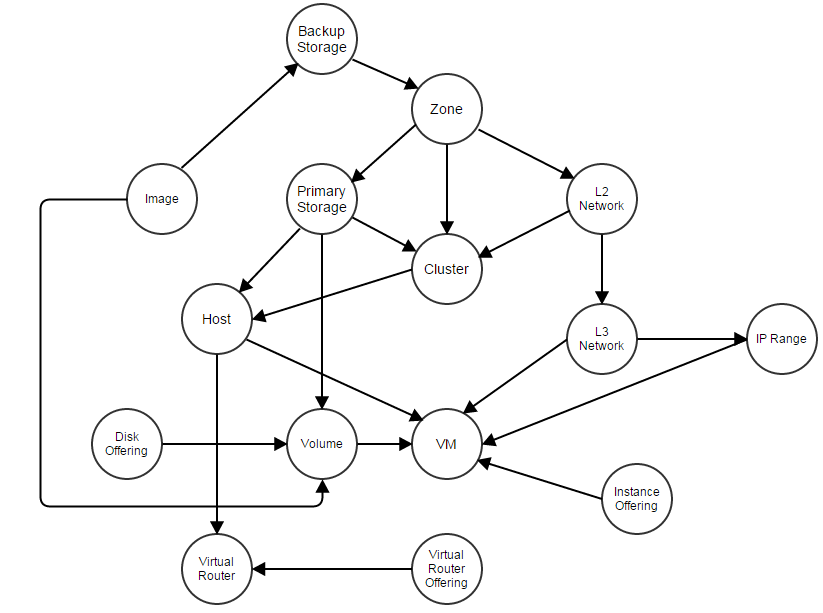 Backup
Storage
Zone
Image
Primary
Storage
L2
Network
Cluster
Host
L3
Network
IP Range
Disk
Offering
Volume
VM
Instance
Offering
Virtual
Router
Virtual
Router
Offering